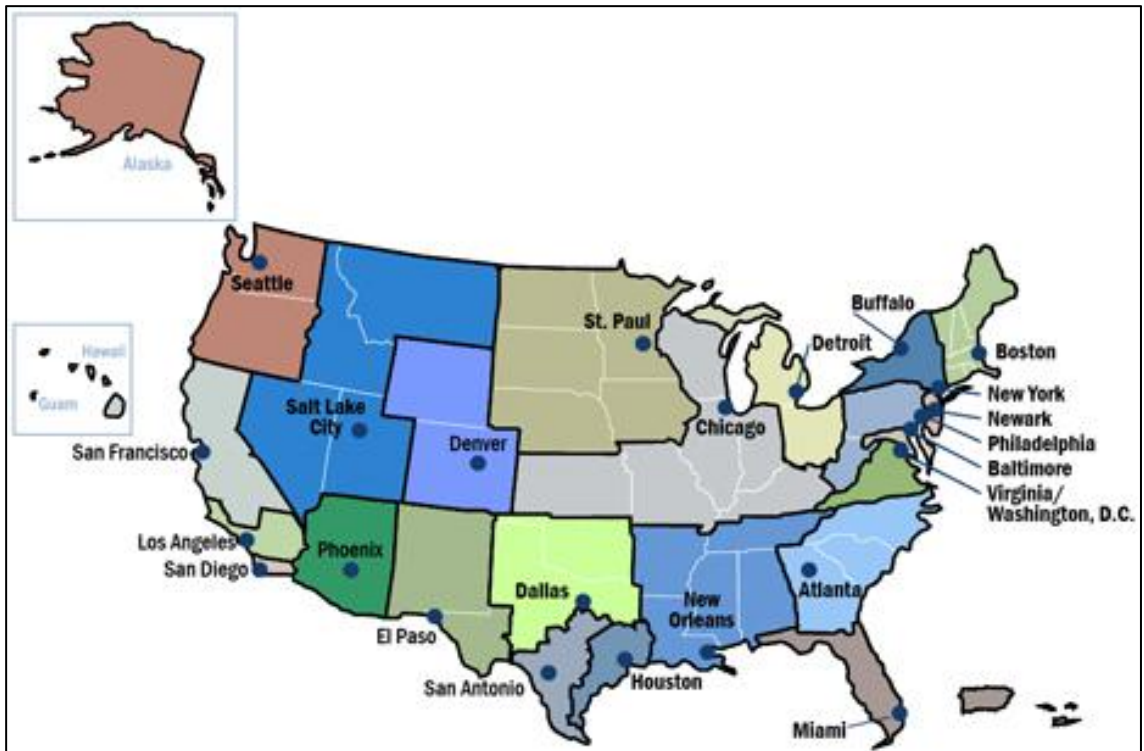 Alaska
Seattle
Hawaii
Guam
St. Paul
Buffalo
Detroit
Boston
New York
Newark
Philadelphia
Baltimore
Virginia/
Washington, D.C.
Salt Lake
City
Denver
Chicago
San Francisco
Los Angeles
San Diego
Phoenix
El Paso
Dallas
New
Orleans
Atlanta
San Antonio
Houston
Miami